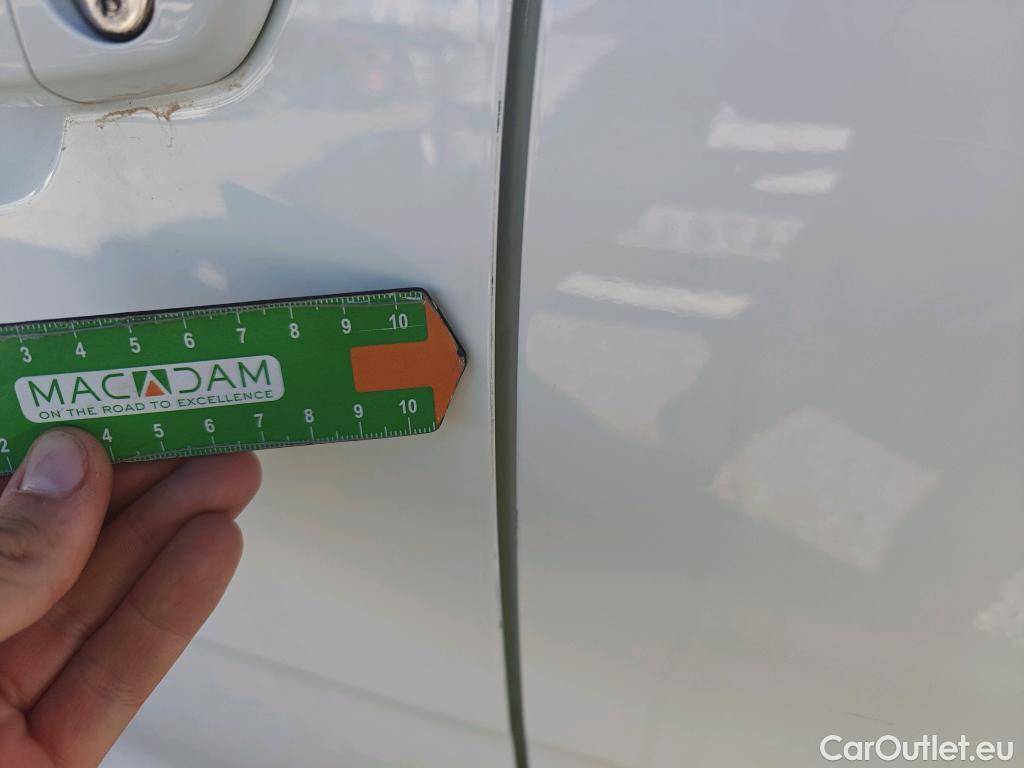 3 4 5 6 7 8 9 10
MACADAM
ON THE ROAD TO EXCELLENCE
2 4 5 6 7 8 9 10
CarOutlet.eu